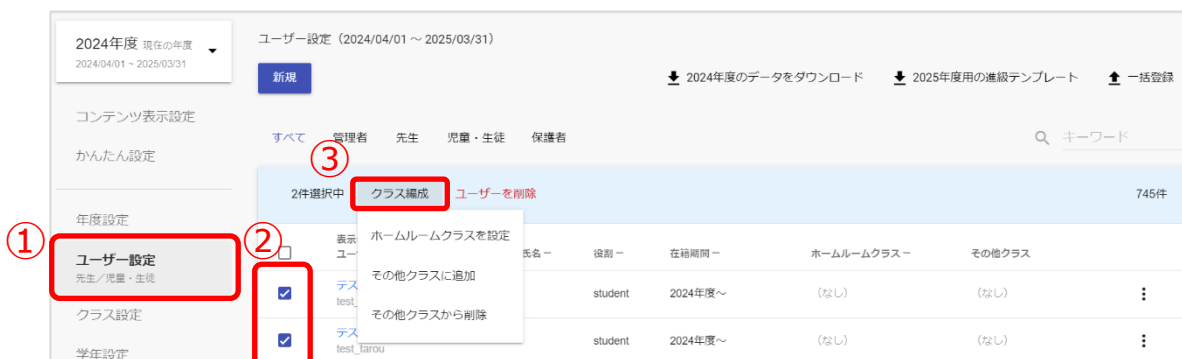 2024年度 現在の年度
2024/04/01 ~ 2025/03/31
コンテンツ表示設定
かんたん設定
年度設定
①
ユーザー設定
先生/児童・生徒
クラス設定
学年設定
ユーザー設定（2024/04/01 ～ 2025/03/31）
新規
2024年度のデータをダウンロード
2025年度用の進級テンプレート
一括登録
すべて 管理者 先生 児童・生徒 保護者
キーワード
③
2件選択中 クラス編成 ユーザーを削除 745件
ホームルームクラスを設定
その他クラスに追加
その他クラスから削除
②
表示
ユー 氏名 役割 在籍期間 ホームルームクラス その他クラス
テス
test_ student 2024年度～ （なし） （なし）
テス
test_tarou student 2024年度～ （なし） （なし）